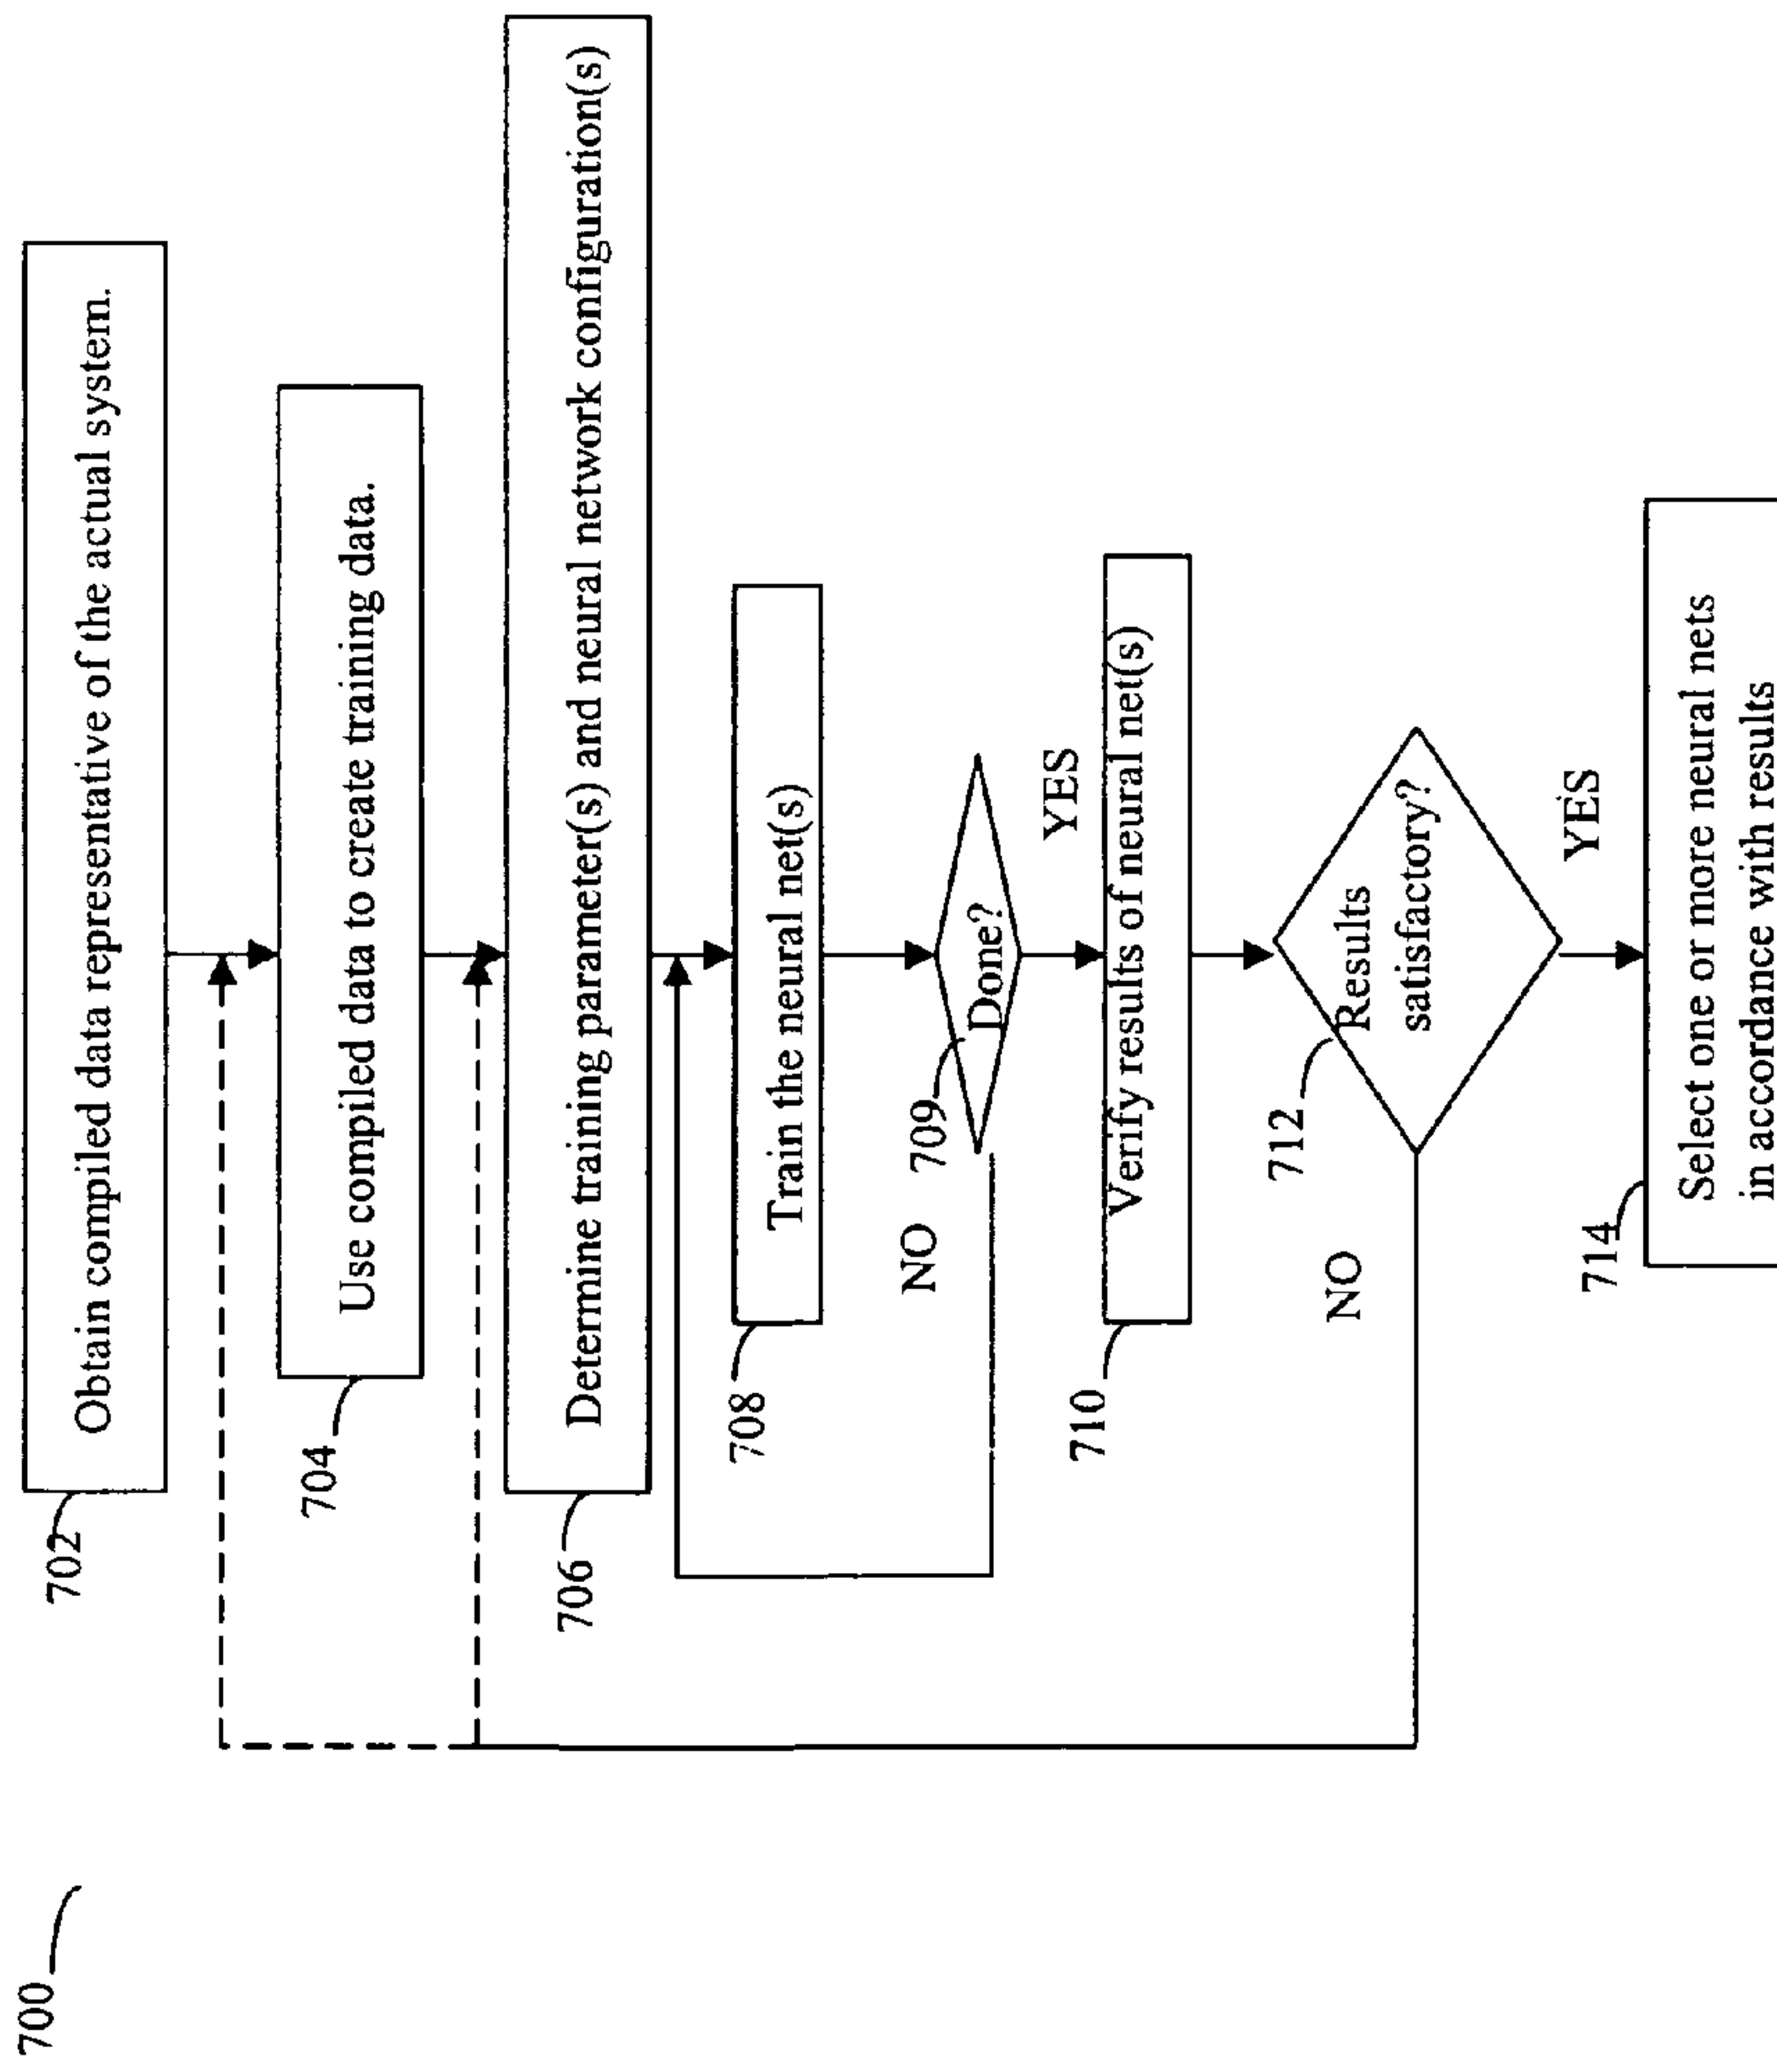 700
702
Obtain compiled data representative of the actual system.
704
Use compiled data to create training data.
706
Determine training parameter(s) and neural network configuration(s)
708
Train the neural net(s)
709
Done?
NO
YES
710
Verify results of neural net(s)
712
Results
satisfactory?
NO
YES
714
Select one or more neural nets
in accordance with results